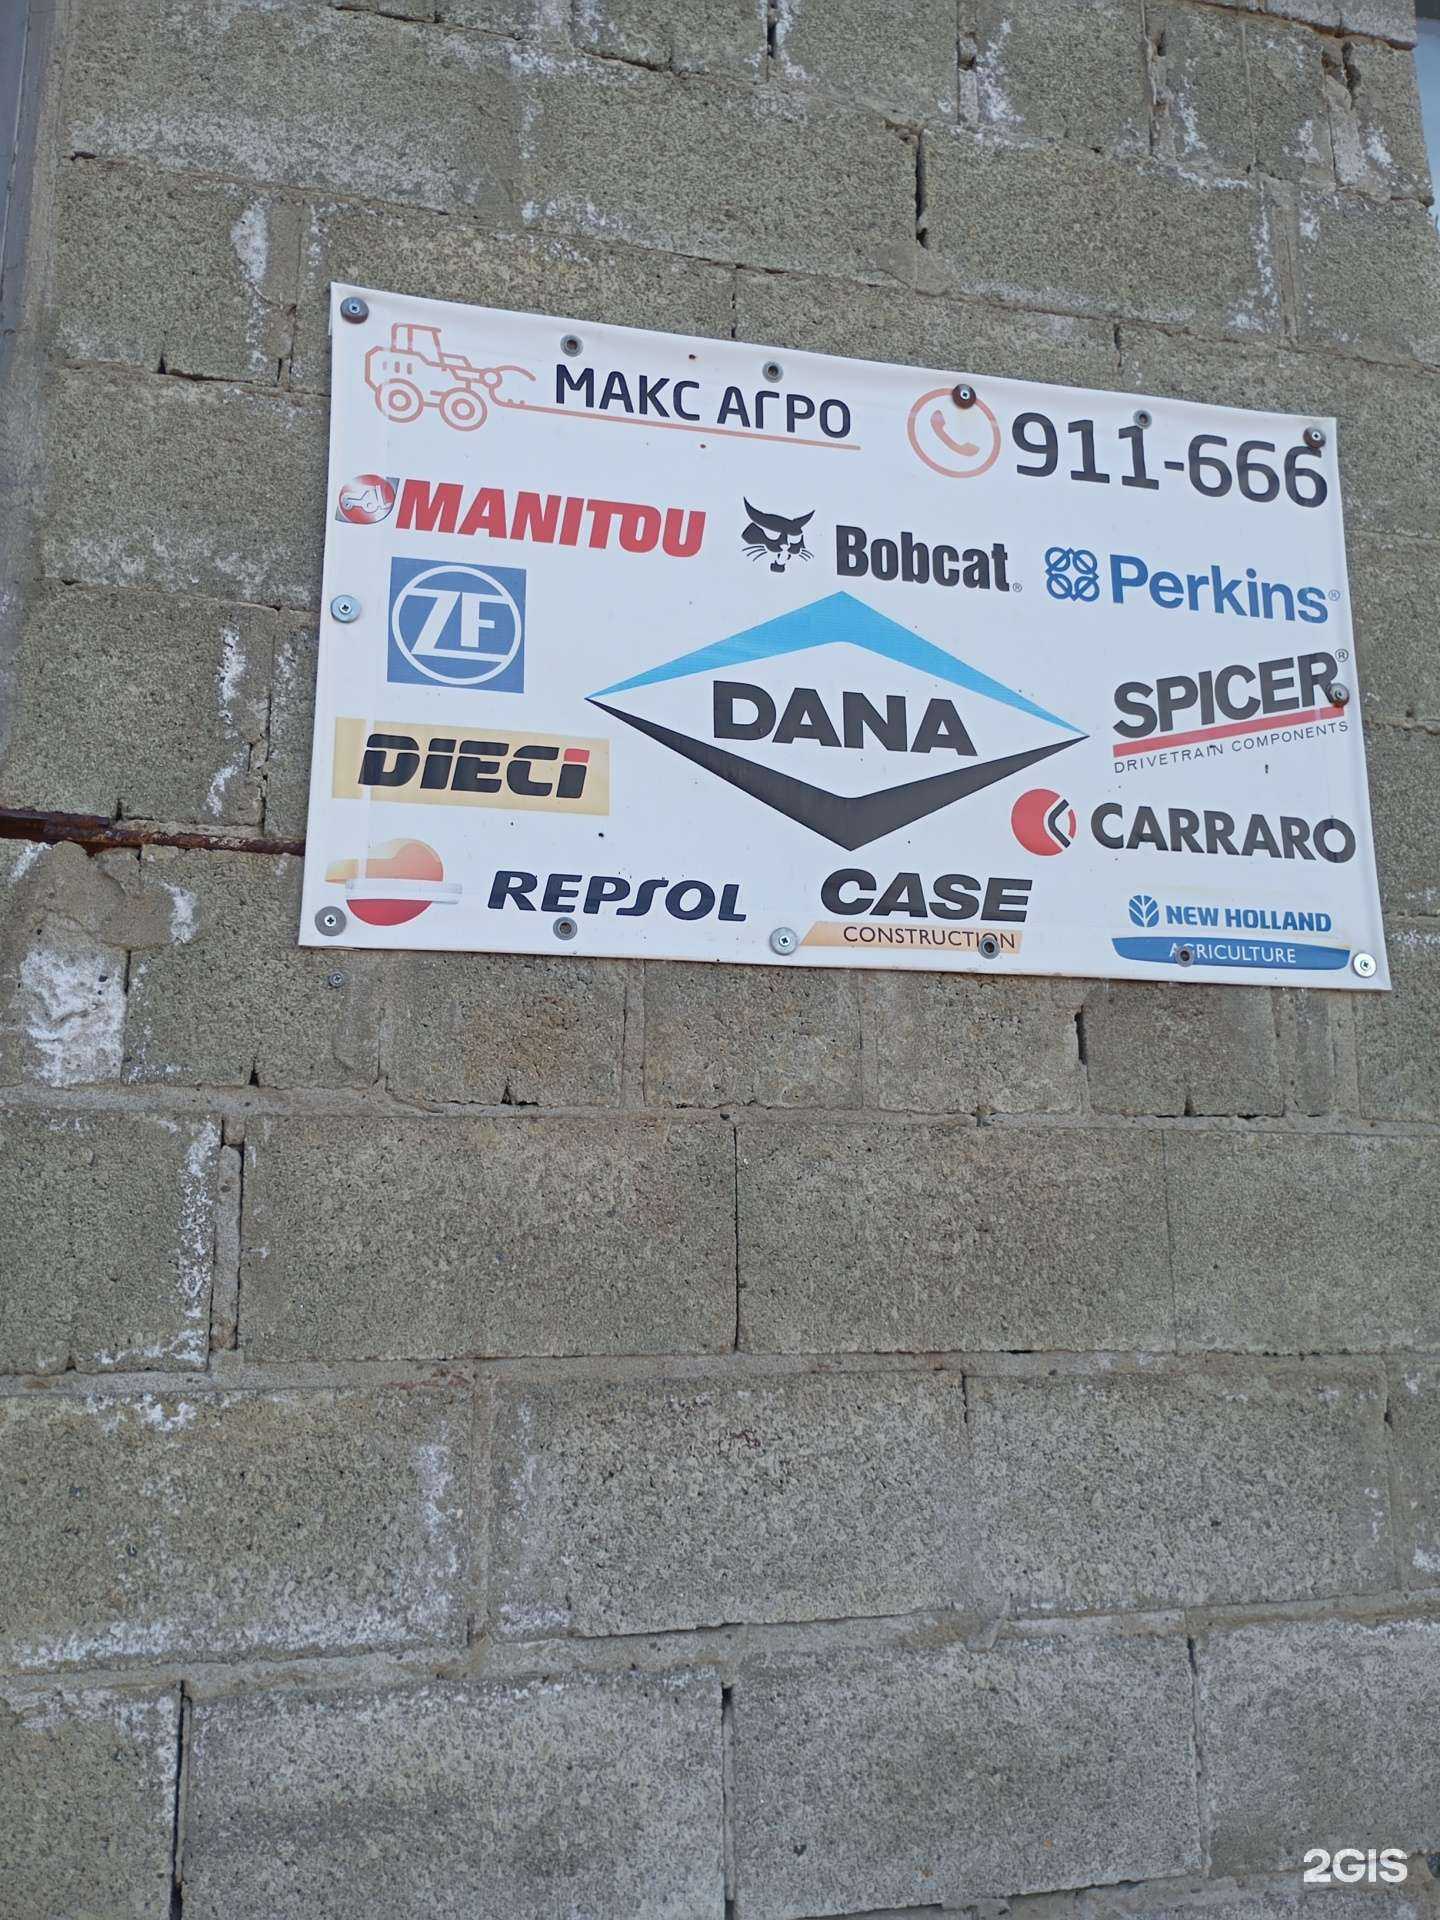 МАКС АГРО
911-666
MANITOU
Bobcat®
Perkins®
ZF
DANA
SPICER®
DRIVETRAIN COMPONENTS
DIECI
CARRARO
REPSOL
CASE
CONSTRUCTION
NEW HOLLAND
AGRICULTURE
2GIS